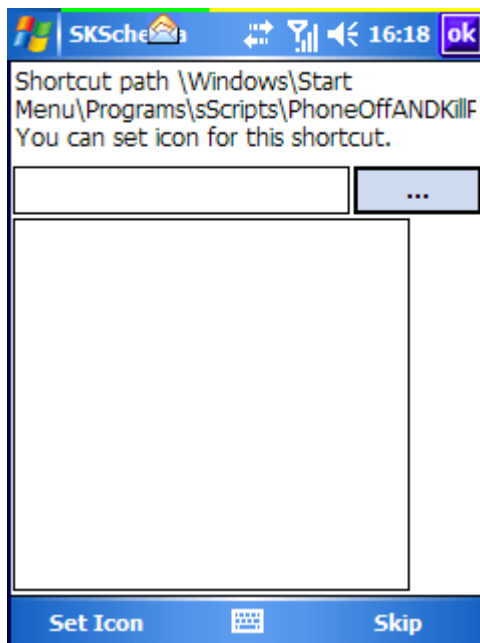 SKSche a 16:18 ok
Shortcut path \Windows\Start
Menu\Programs\sScripts\PhoneOffANDKillF
You can set icon for this shortcut.
...
Set Icon Skip